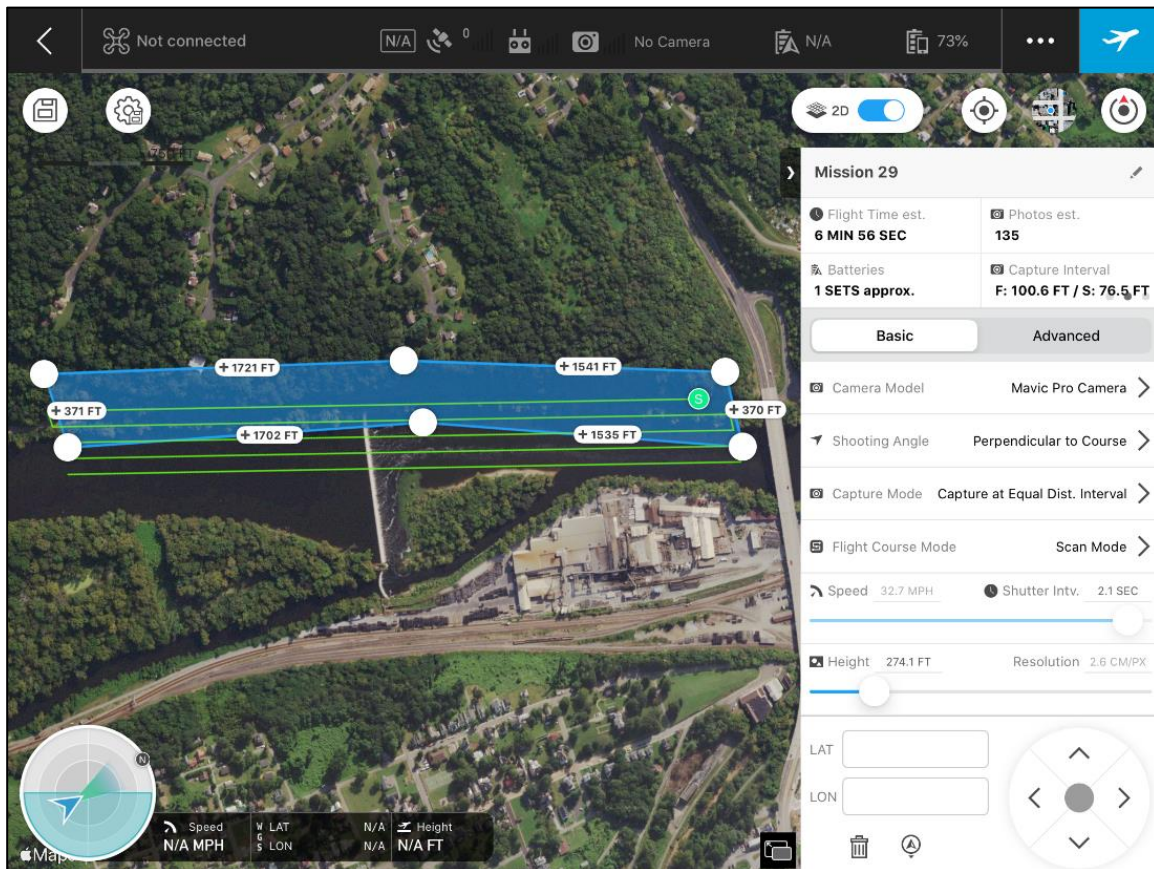 Not connected
N/A
0
No Camera
N/A
73%
2D
Mission 29
Flight Time est.
6 MIN 56 SEC
Photos est.
135
Batteries
1 SETS approx.
Capture Interval
F: 100.6 FT / S: 76.5 FT
Basic
Advanced
Camera Model
Mavic Pro Camera
Shooting Angle
Perpendicular to Course
Capture Mode
Capture at Equal Dist. Interval
Flight Course Mode
Scan Mode
Speed 32.7 MPH
Shutter Intv. 2.1 SEC
Height 274.1 FT
Resolution 2.6 CM/PX
LAT
LON
+ 1721 FT
+ 1541 FT
S
+ 371 FT
+ 370 FT
+ 1702 FT
+ 1535 FT
N
Speed
N/A MPH
WGS
LAT N/A
LON N/A
Height
N/A FT
Maps